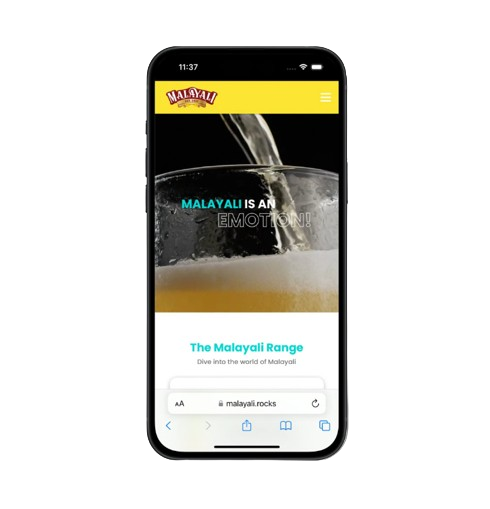 11:37
MALAYALI
MALAYALI IS AN
EMOTION!
The Malayali Range
Dive into the world of Malayali
AA malayali.rocks